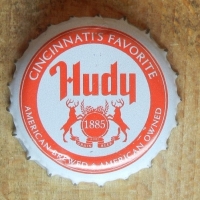 CINCINNATI'S FAVORITE
Hudy
1885
AMERICAN BREWED • AMERICAN OWNED